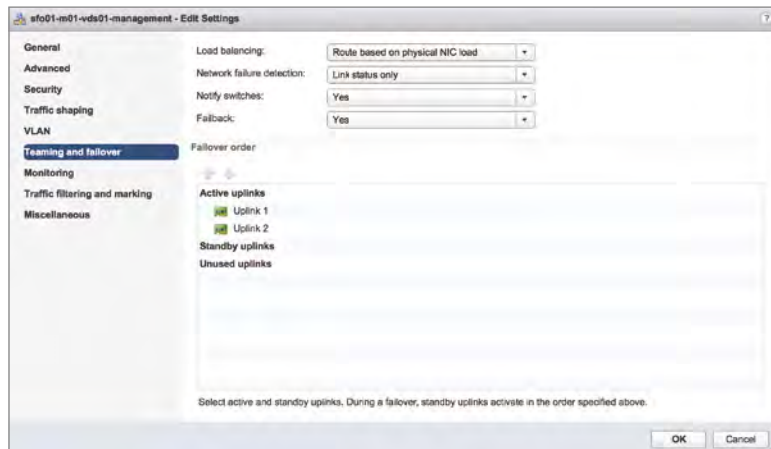 sfo01-m01-vds01-management - Edit Settings
?
General
Advanced
Security
Traffic shaping
VLAN
Teaming and failover
Monitoring
Traffic filtering and marking
Miscellaneous
Load balancing: Route based on physical NIC load
Network failure detection: Link status only
Notify switches: Yes
Failback: Yes
Failover order
Active uplinks
Uplink 1
Uplink 2
Standby uplinks
Unused uplinks
Select active and standby uplinks. During a failover, standby uplinks activate in the order specified above.
OK Cancel